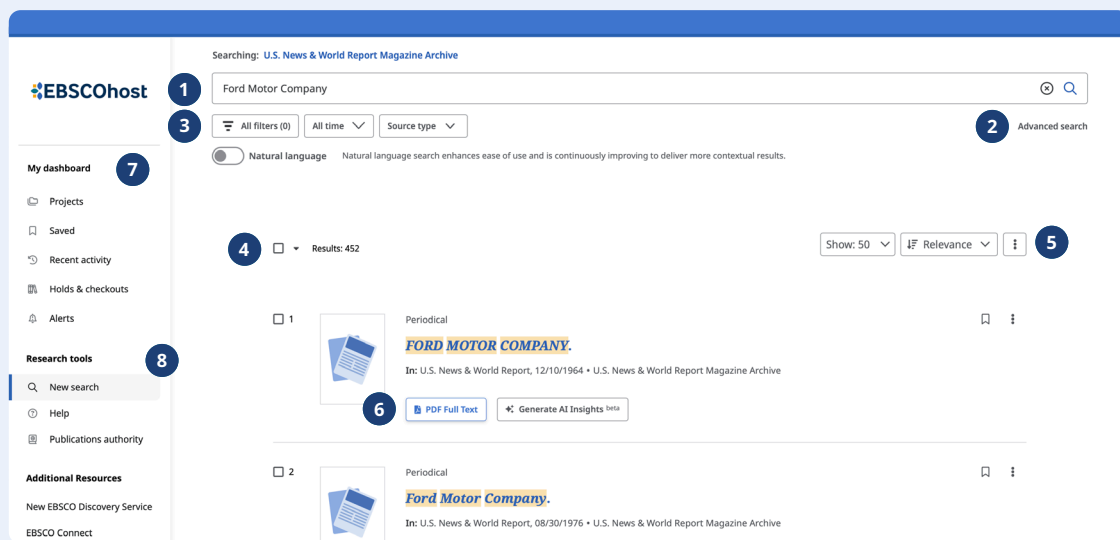 Searching: U.S. News & World Report Magazine Archive
EBSCOhost
1
Ford Motor Company
3
All filters (0)
All time
Source type
2
Advanced search
Natural language
Natural language search enhances ease of use and is continuously improving to deliver more contextual results.
My dashboard
7
Projects
Saved
Recent activity
Holds & checkouts
Alerts
Research tools
8
New search
Help
Publications authority
Additional Resources
New EBSCO Discovery Service
EBSCO Connect
4
Results: 452
Show: 50
Relevance
5
1
Periodical
FORD MOTOR COMPANY.
In: U.S. News & World Report, 12/10/1964 • U.S. News & World Report Magazine Archive
6
PDF Full Text
Generate AI Insights beta
2
Periodical
Ford Motor Company.
In: U.S. News & World Report, 08/30/1976 • U.S. News & World Report Magazine Archive